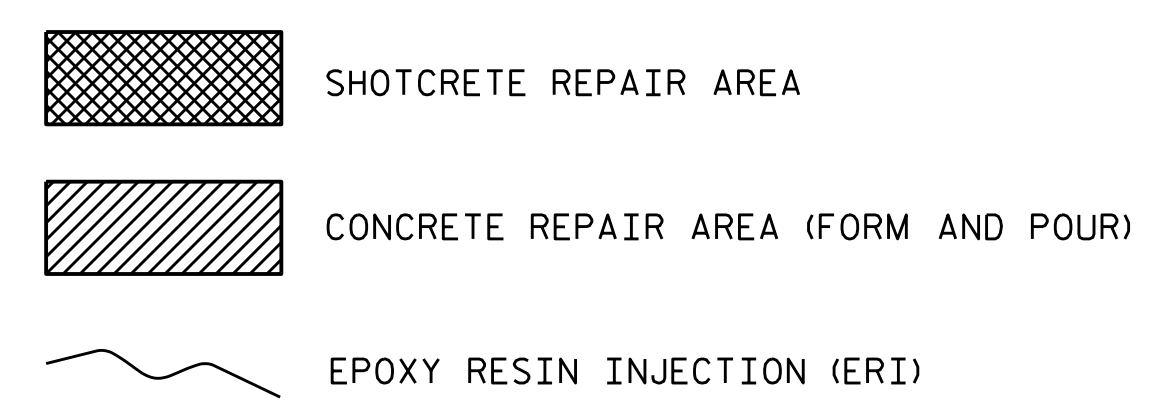 SHOTCRETE REPAIR AREA
CONCRETE REPAIR AREA (FORM AND POUR)
EPOXY RESIN INJECTION (ERI)